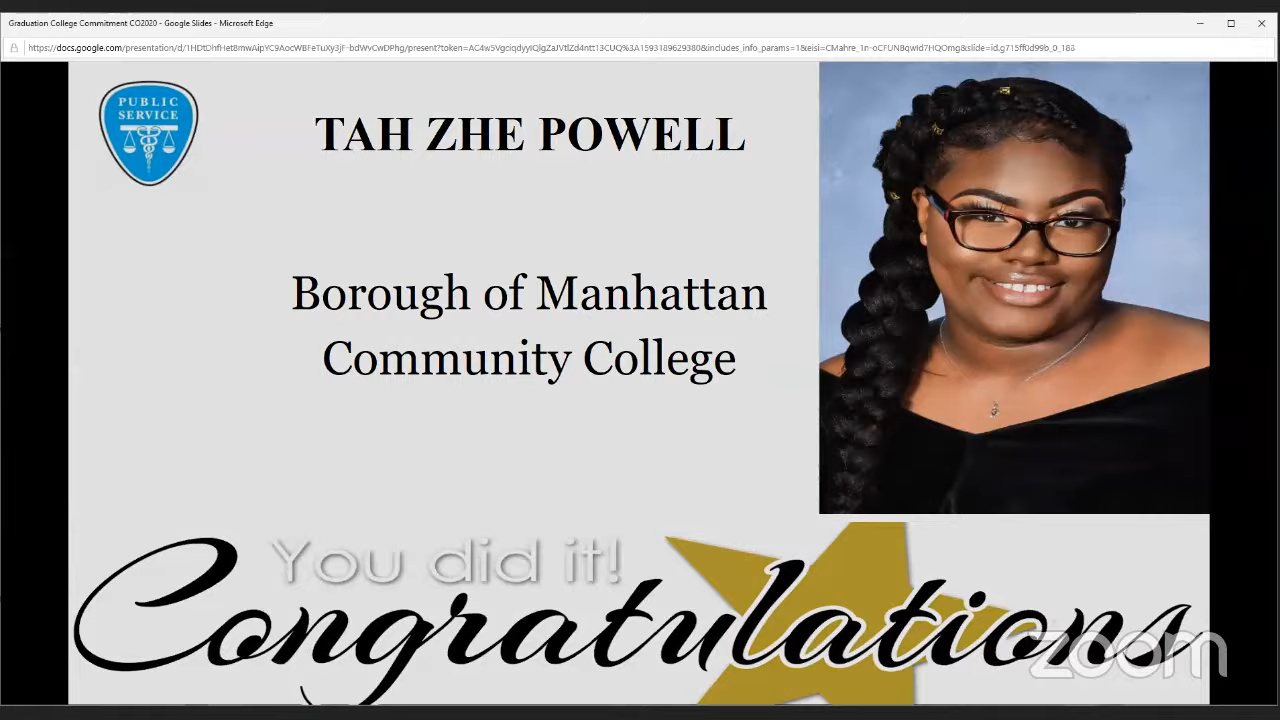 Graduation College Commitment CO2020 - Google Slides - Microsoft Edge
PUBLIC
SERVICE
TAH ZHE POWELL
Borough of Manhattan
Community College
You did it!
Congratulations
zoom